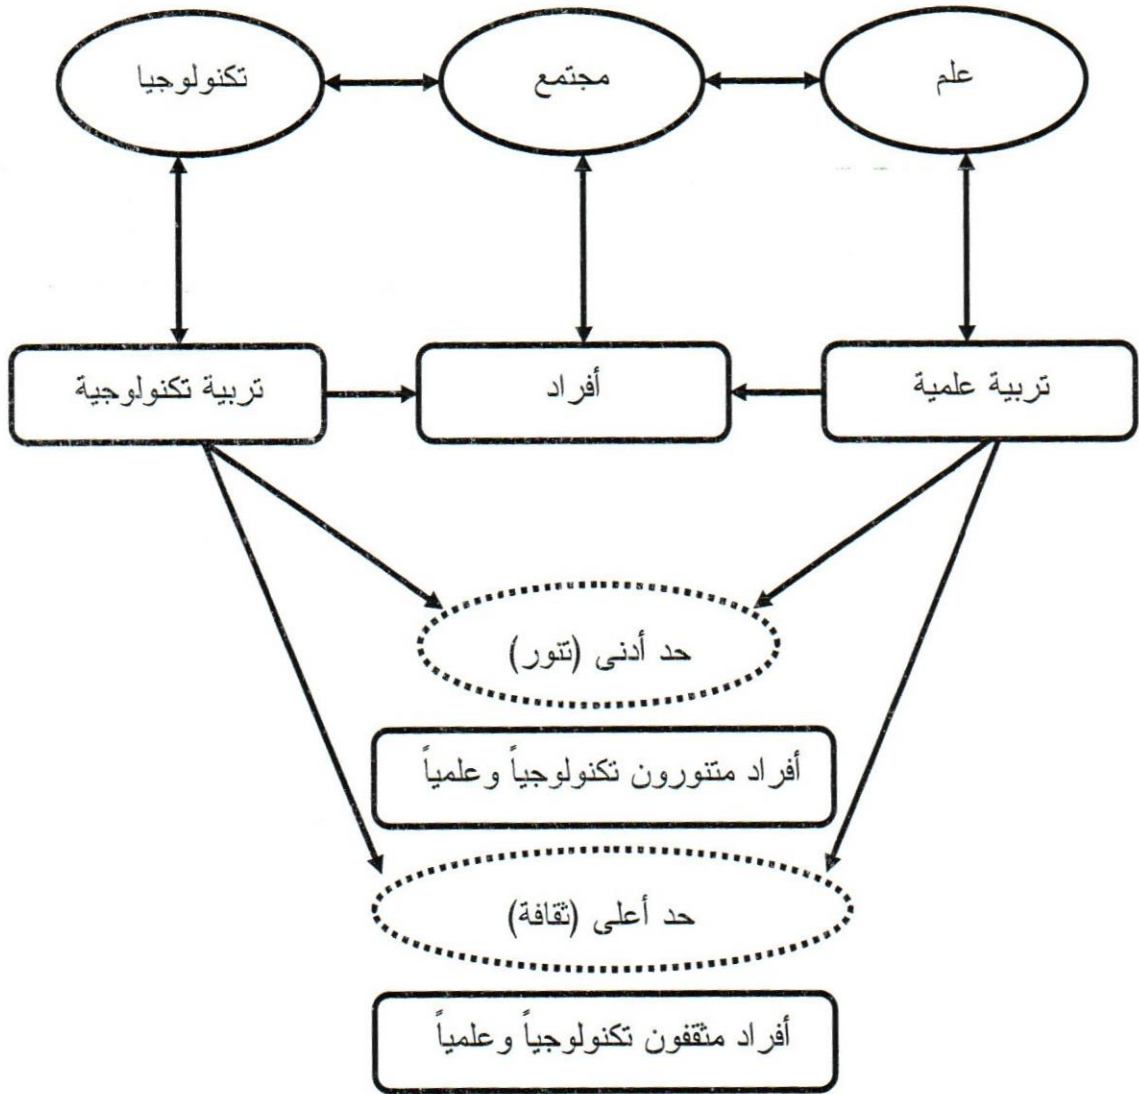 علم
مجتمع
تكنولوجيا
تربية علمية
أفراد
تربية تكنولوجية
حد أدنى (تنور)
أفراد متنورون تكنولوجياً وعلمياً
حد أعلى (ثقافة)
أفراد مثقفون تكنولوجياً وعلمياً